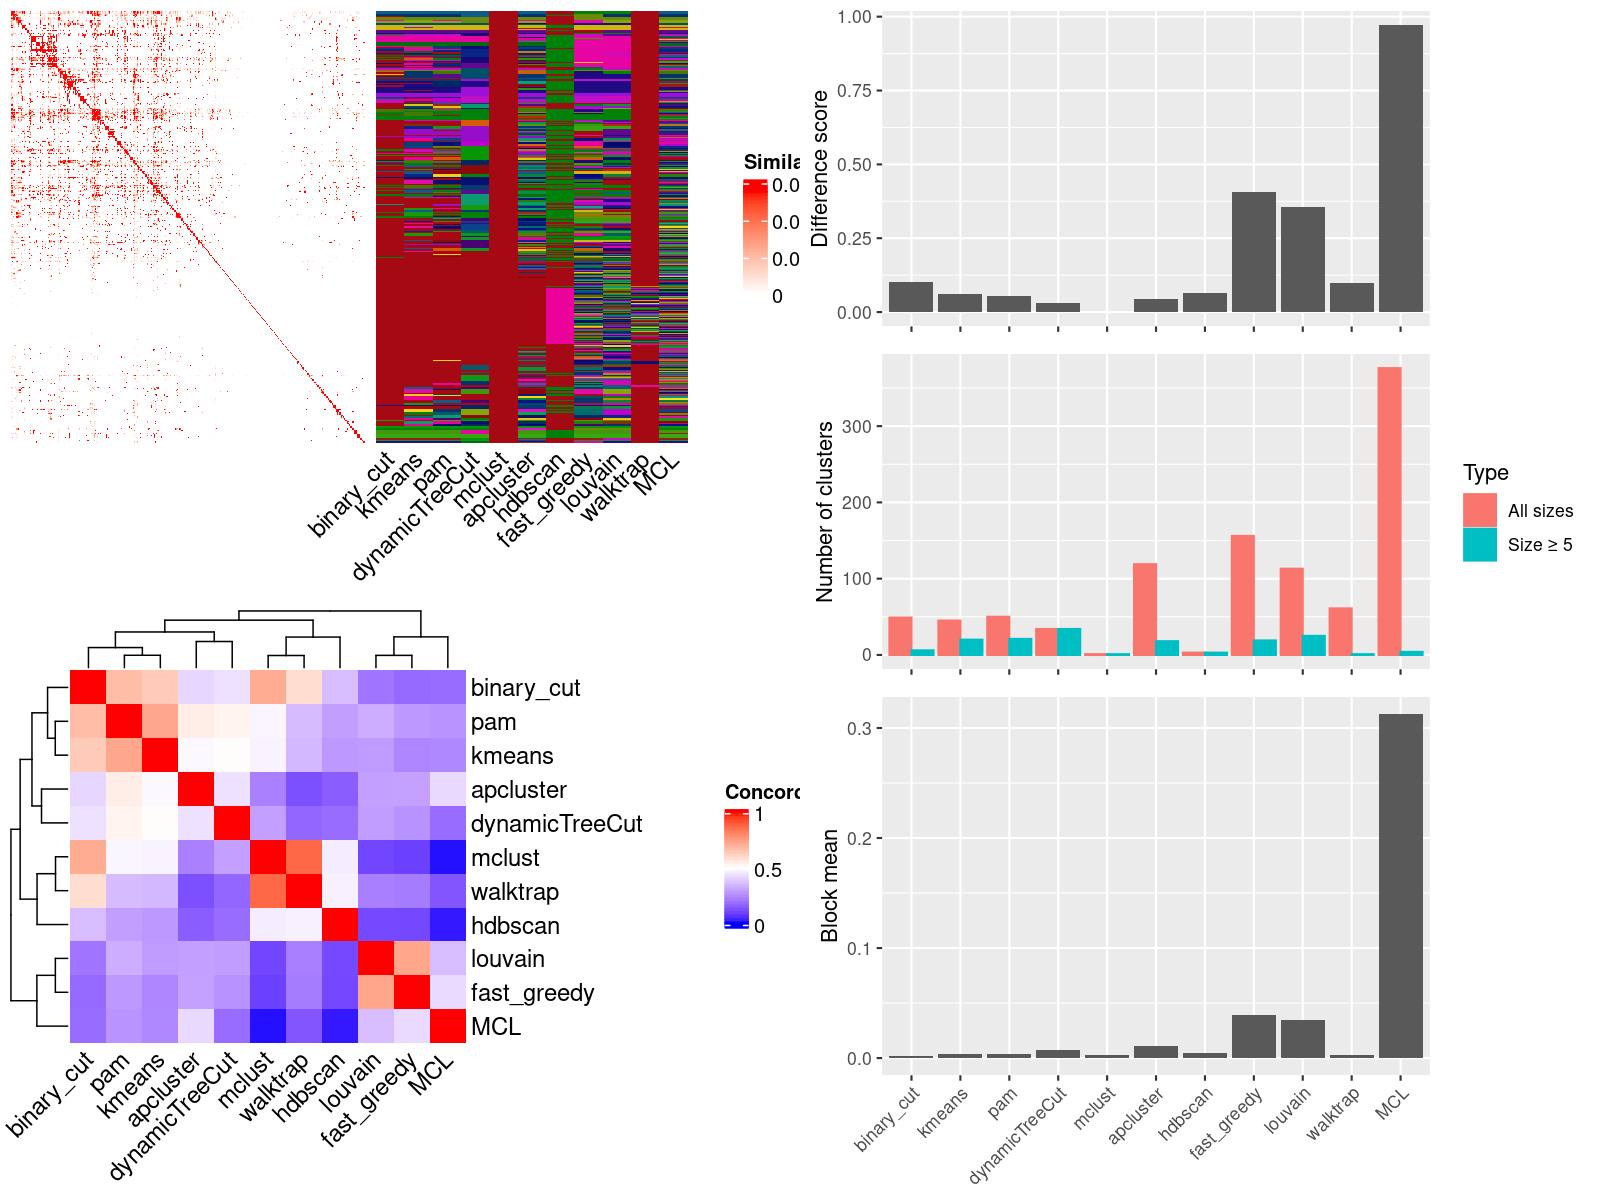 Simila
0.0
0.0
0.0
0
binary_cut
kmeans
pam
dynamicTreeCut
mclust
apcluster
hdbscan
fast_greedy
louvain
walktrap
MCL
binary_cut
pam
kmeans
apcluster
dynamicTreeCut
mclust
walktrap
hdbscan
louvain
fast_greedy
MCL
binary_cut
pam
kmeans
apcluster
dynamicTreeCut
mclust
walktrap
hdbscan
louvain
fast_greedy
MCL
Concord
1
0.5
0
Difference score
1.00
0.75
0.50
0.25
0.00
Number of clusters
300
200
100
0
Type
All sizes
Size ≥ 5
Block mean
0.3
0.2
0.1
0.0
binary_cut
kmeans
pam
dynamicTreeCut
mclust
apcluster
hdbscan
fast_greedy
louvain
walktrap
MCL